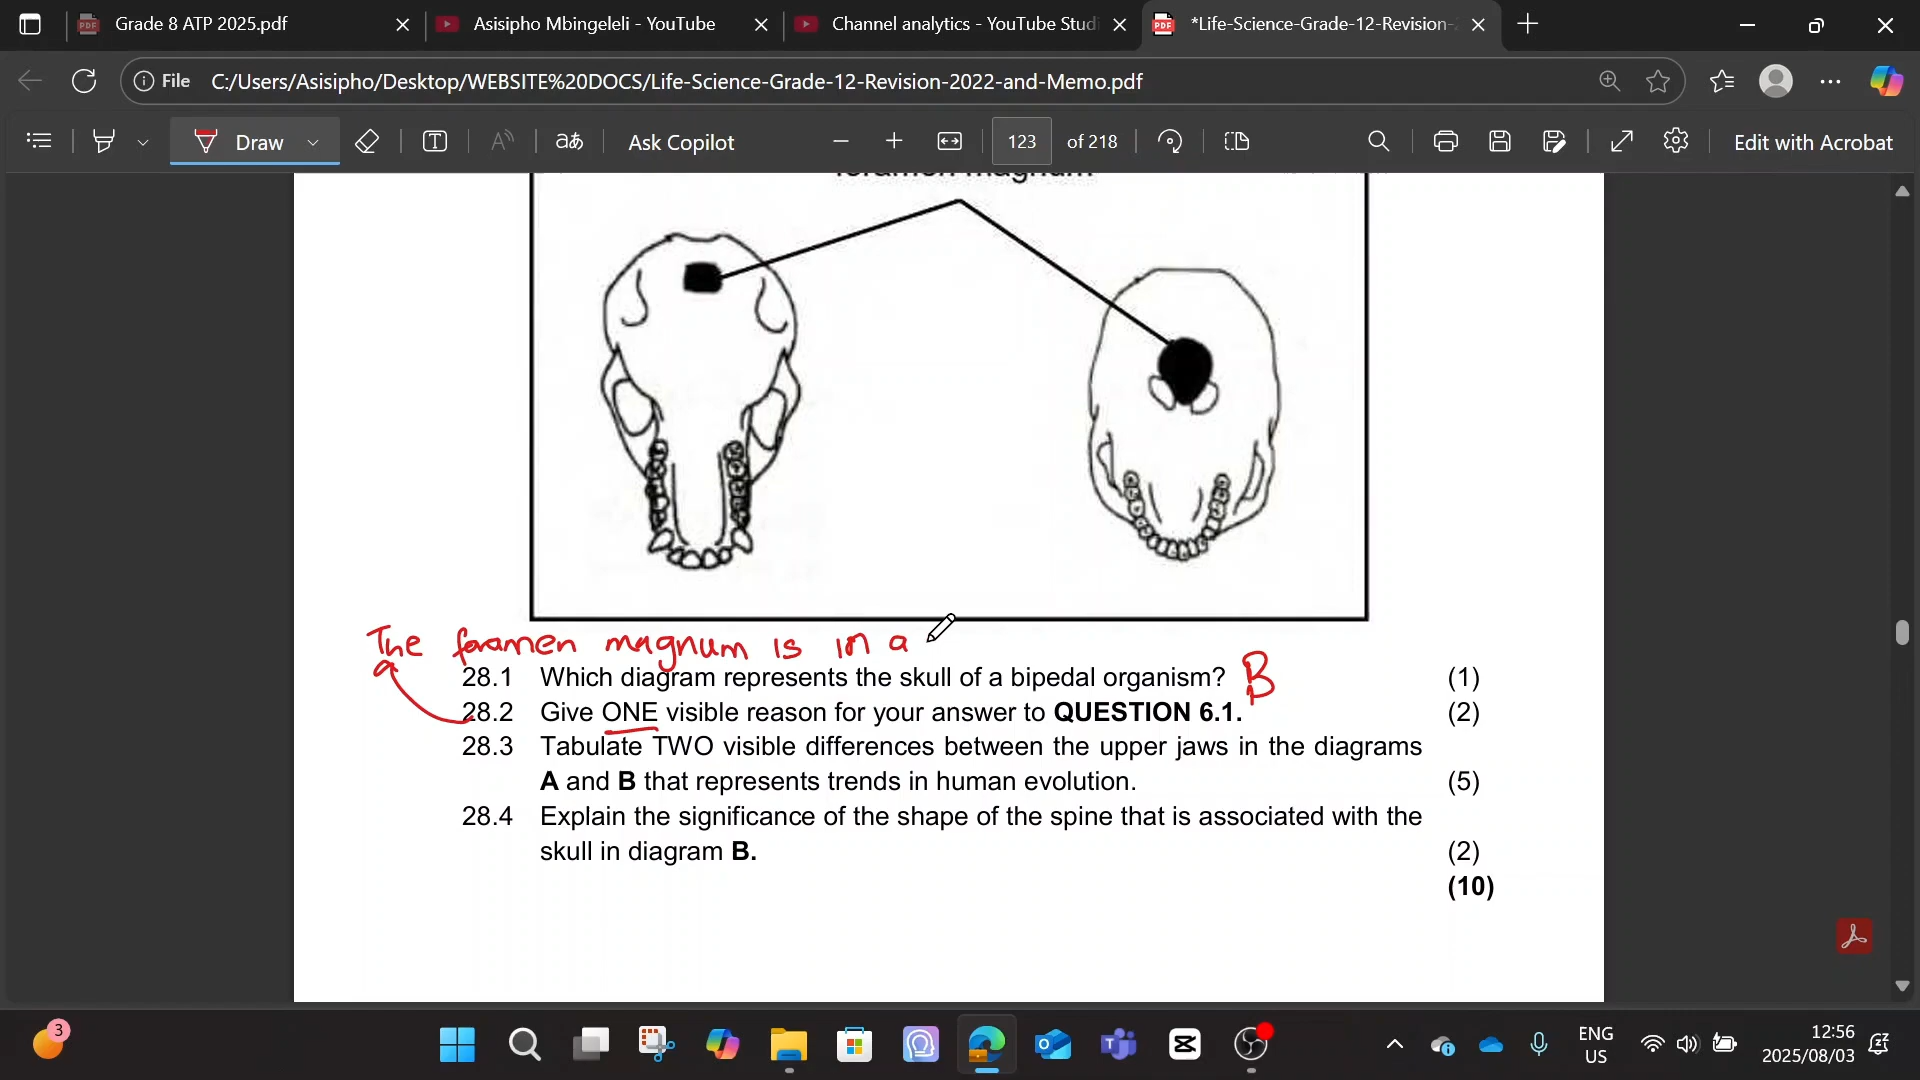 Grade 8 ATP 2025.pdf
Asisipho Mbingeleli - YouTube
Channel analytics - YouTube Studi
*Life-Science-Grade-12-Revision-2
File
C:/Users/Asisipho/Desktop/WEBSITE%20DOCS/Life-Science-Grade-12-Revision-2022-and-Memo.pdf
Draw
Ask Copilot
123 of 218
Edit with Acrobat
foramen magnum
The foramen magnum is in a
28.1 Which diagram represents the skull of a bipedal organism? B (1)
28.2 Give ONE visible reason for your answer to QUESTION 6.1. (2)
28.3 Tabulate TWO visible differences between the upper jaws in the diagrams
A and B that represents trends in human evolution. (5)
28.4 Explain the significance of the shape of the spine that is associated with the
skull in diagram B. (2)
(10)
3
ENG
US
12:56
2025/08/03